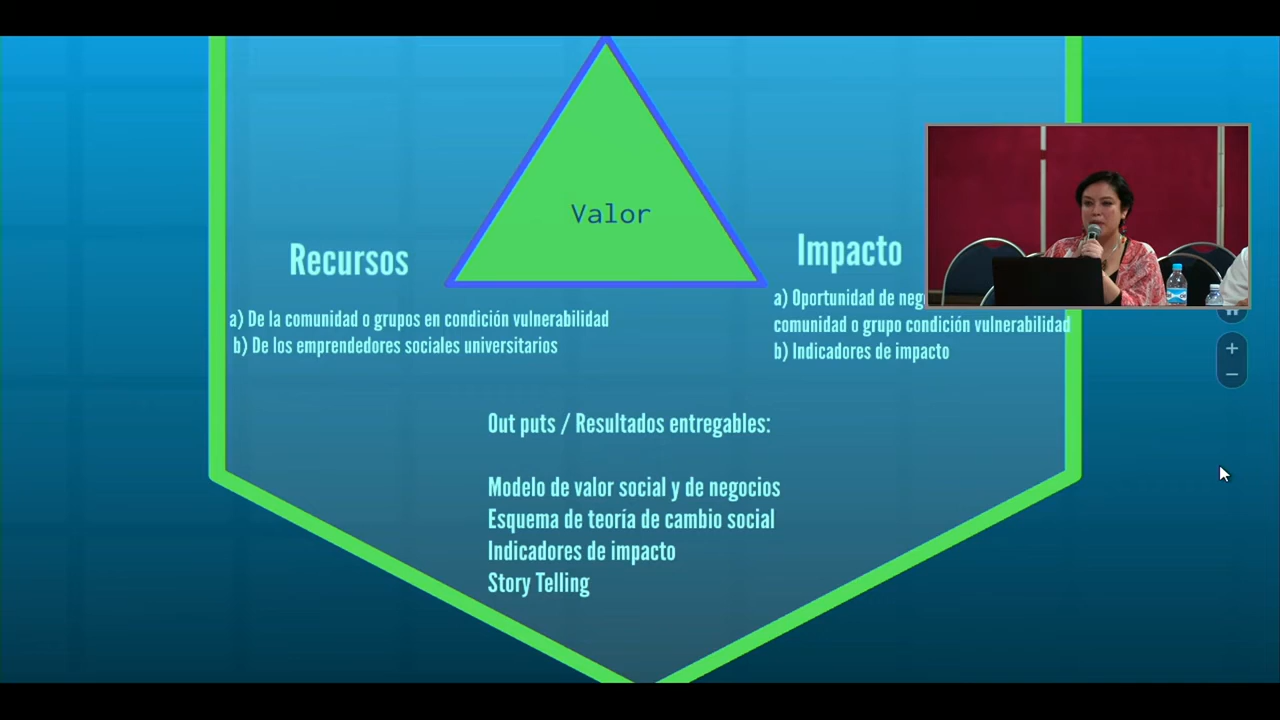 Valor
Recursos
a) De la comunidad o grupos en condición vulnerabilidad
b) De los emprendedores sociales universitarios
Impacto
a) Oportunidad de
comunidad o grupo condición vulnerabilidad
b) Indicadores de impacto
Out puts / Resultados entregables:
Modelo de valor social y de negocios
Esquema de teoría de cambio social
Indicadores de impacto
Story Telling